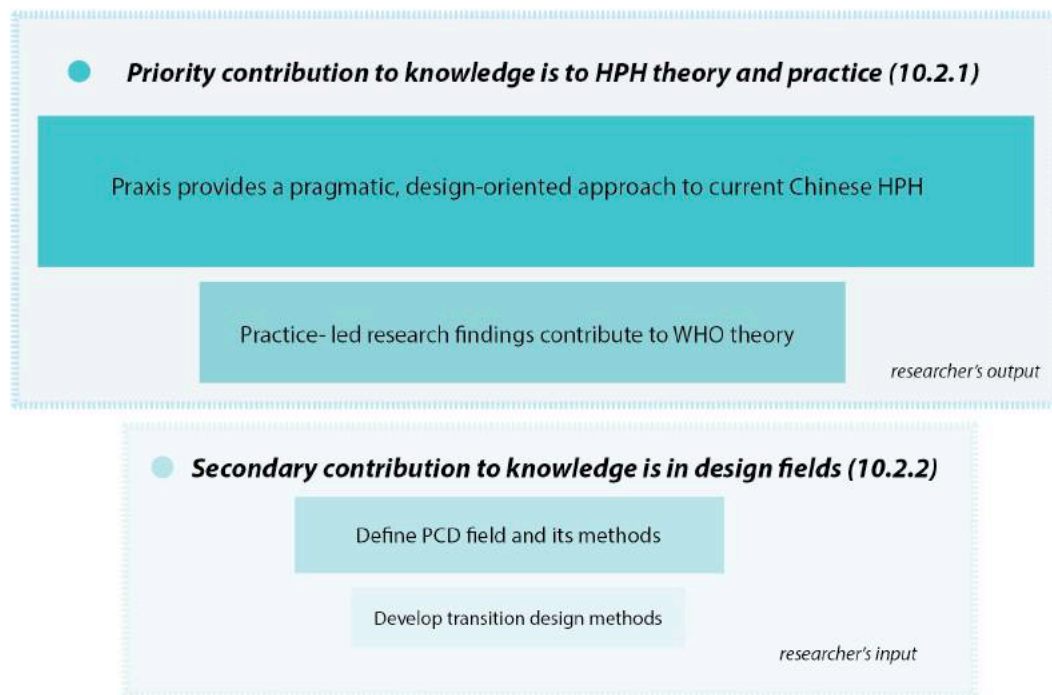 Priority contribution to knowledge is to HPH theory and practice (10.2.1)
Praxis provides a pragmatic, design-oriented approach to current Chinese HPH
Practice- led research findings contribute to WHO theory
researcher's output
Secondary contribution to knowledge is in design fields (10.2.2)
Define PCD field and its methods
Develop transition design methods
researcher's input